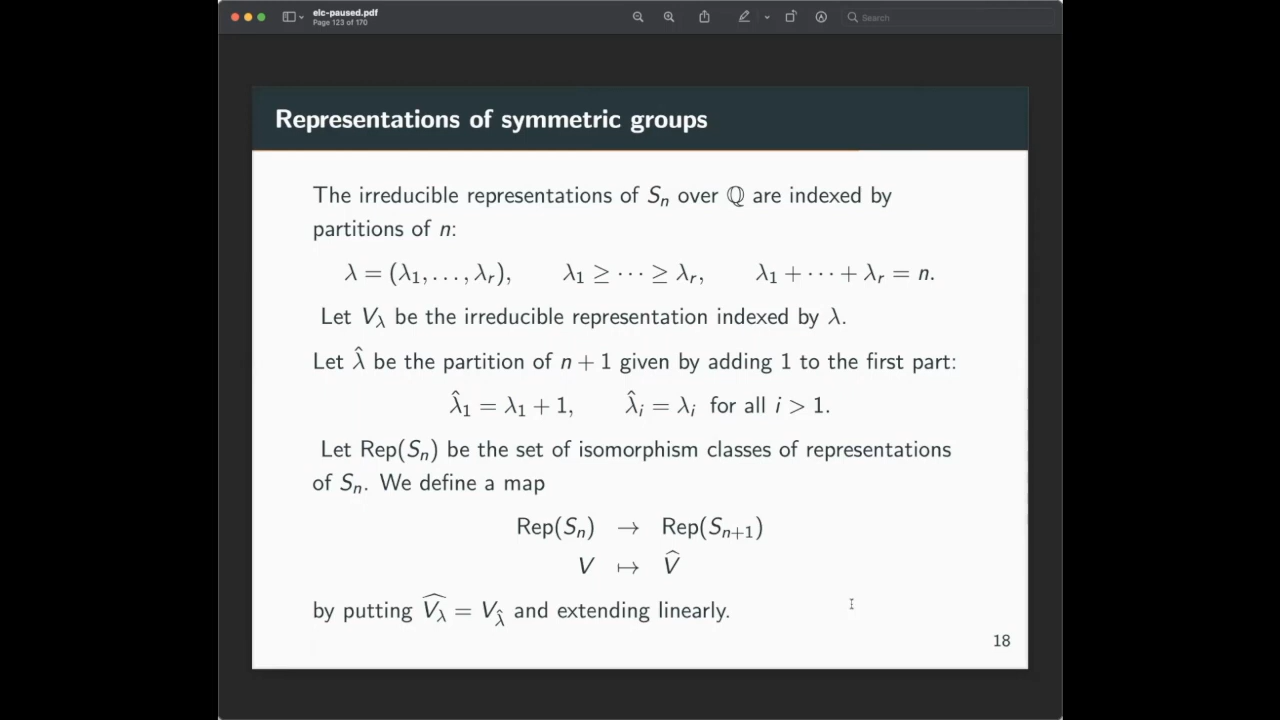 elc-paused.pdf
Page 123 of 170
Search
Representations of symmetric groups
The irreducible representations of Sₙ over ℚ are indexed by
partitions of n:
λ = (λ₁, . . . , λᵣ), λ₁ ≥ · · · ≥ λᵣ, λ₁ + · · · + λᵣ = n.
Let V_λ be the irreducible representation indexed by λ.
Let λ̂ be the partition of n + 1 given by adding 1 to the first part:
λ̂₁ = λ₁ + 1, λ̂ᵢ = λᵢ for all i > 1.
Let Rep(Sₙ) be the set of isomorphism classes of representations
of Sₙ. We define a map
Rep(Sₙ) → Rep(Sₙ₊₁)
V ↦ V̂
by putting V̂_λ = V_λ̂ and extending linearly.
18